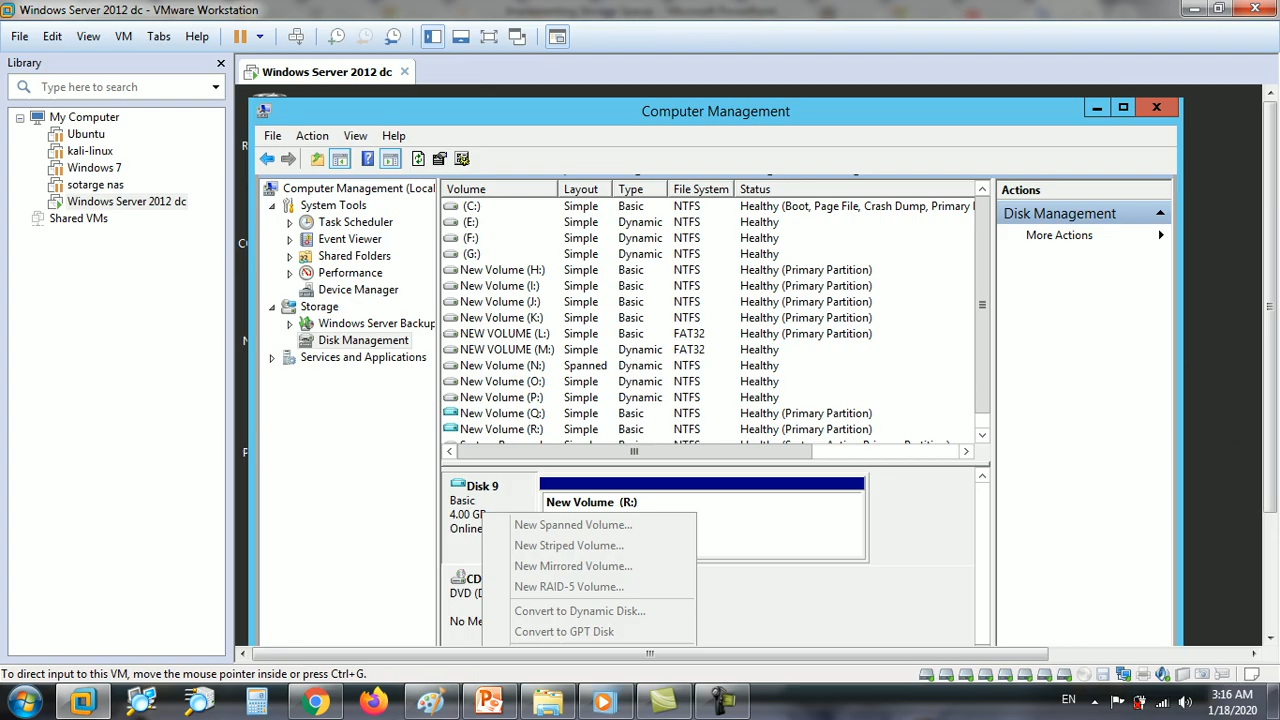 Windows Server 2012 dc - VMware Workstation
File Edit View VM Tabs Help
Library
Type here to search
My Computer
Ubuntu
kali-linux
Windows 7
sotarge nas
Windows Server 2012 dc
Shared VMs
Windows Server 2012 dc
Computer Management
File Action View Help
Computer Management (Local
System Tools
Task Scheduler
Event Viewer
Shared Folders
Performance
Device Manager
Storage
Windows Server Backup
Disk Management
Services and Applications
Volume Layout Type File System Status
(C:) Simple Basic NTFS Healthy (Boot, Page File, Crash Dump, Primary
(E:) Simple Dynamic NTFS Healthy
(F:) Simple Dynamic NTFS Healthy
(G:) Simple Dynamic NTFS Healthy
New Volume (H:) Simple Basic NTFS Healthy (Primary Partition)
New Volume (I:) Simple Basic NTFS Healthy (Primary Partition)
New Volume (J:) Simple Basic NTFS Healthy (Primary Partition)
New Volume (K:) Simple Basic NTFS Healthy (Primary Partition)
NEW VOLUME (L:) Simple Basic FAT32 Healthy (Primary Partition)
NEW VOLUME (M:) Simple Dynamic FAT32 Healthy
New Volume (N:) Spanned Dynamic NTFS Healthy
New Volume (O:) Simple Dynamic NTFS Healthy
New Volume (P:) Simple Dynamic NTFS Healthy
New Volume (Q:) Simple Basic NTFS Healthy (Primary Partition)
New Volume (R:) Simple Basic NTFS Healthy (Primary Partition)
Disk 9
Basic
4.00 GB
Online
New Volume (R:)
New Spanned Volume...
New Striped Volume...
New Mirrored Volume...
New RAID-5 Volume...
Convert to Dynamic Disk...
Convert to GPT Disk
CD
DVD (D
No Me
Actions
Disk Management
More Actions
To direct input to this VM, move the mouse pointer inside or press Ctrl+G.
EN
3:16 AM
1/18/2020